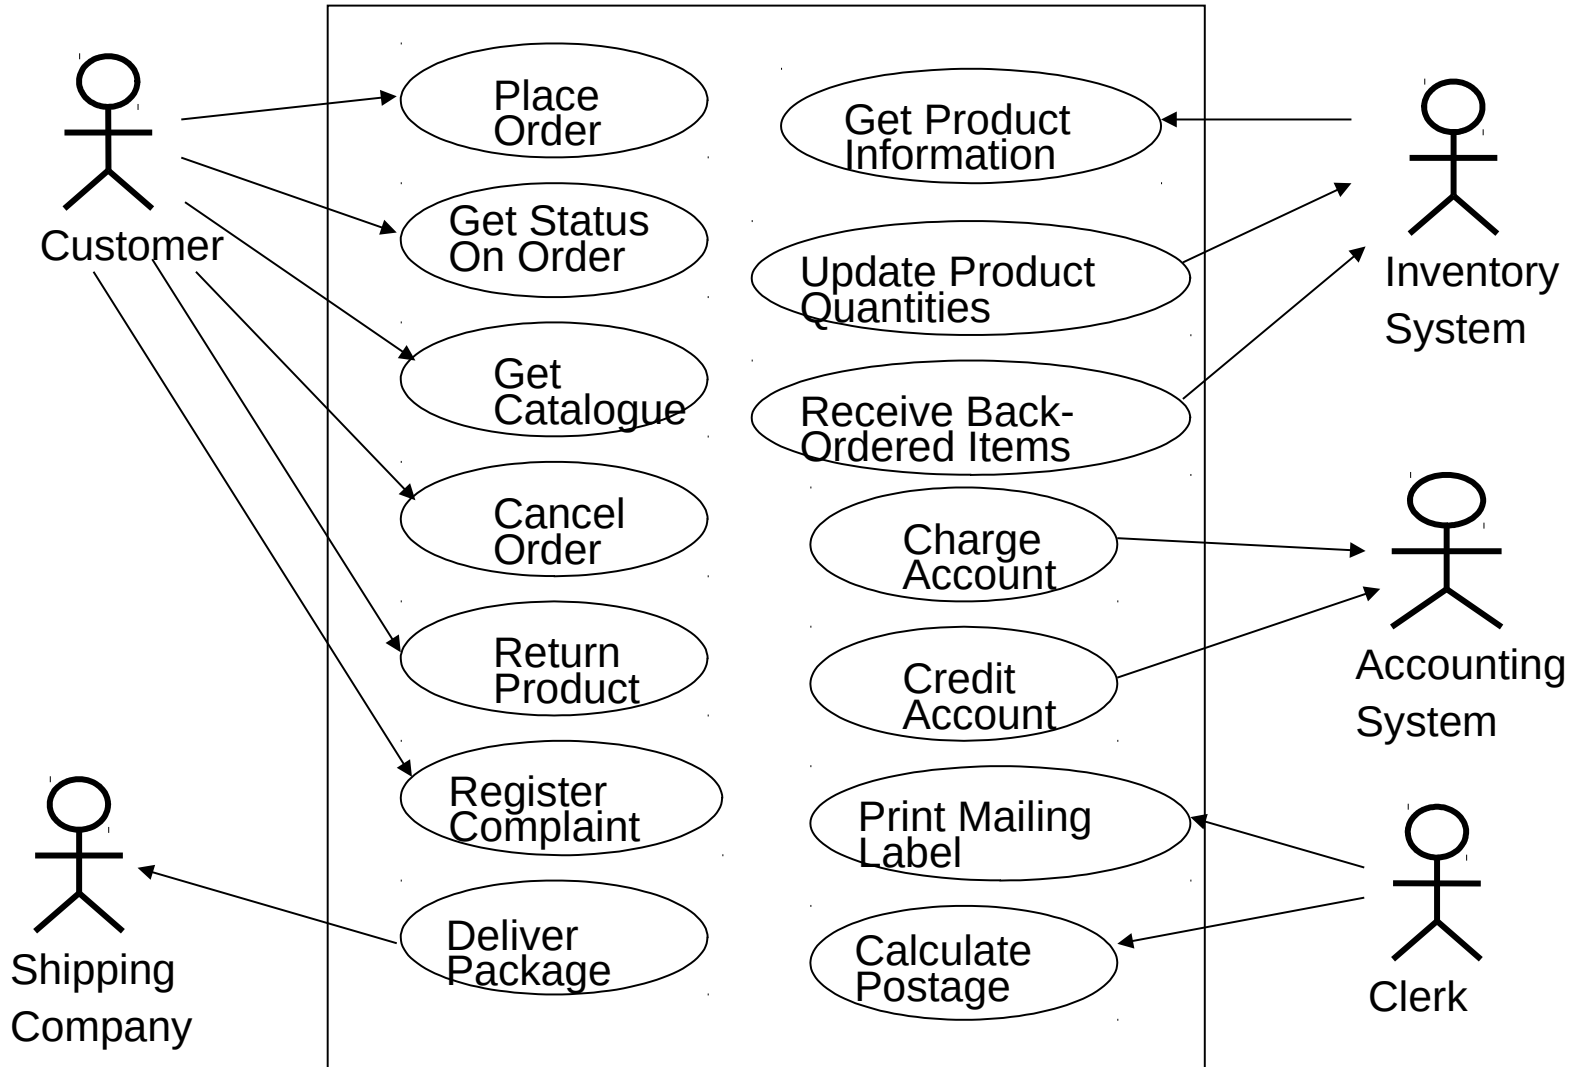 Customer
Shipping
Company
Place
Order
Get Status
On Order
Get
Catalogue
Cancel
Order
Return
Product
Register
Complaint
Deliver
Package
Get Product
Information
Update Product
Quantities
Receive Back-
Ordered Items
Charge
Account
Credit
Account
Print Mailing
Label
Calculate
Postage
Inventory
System
Accounting
System
Clerk